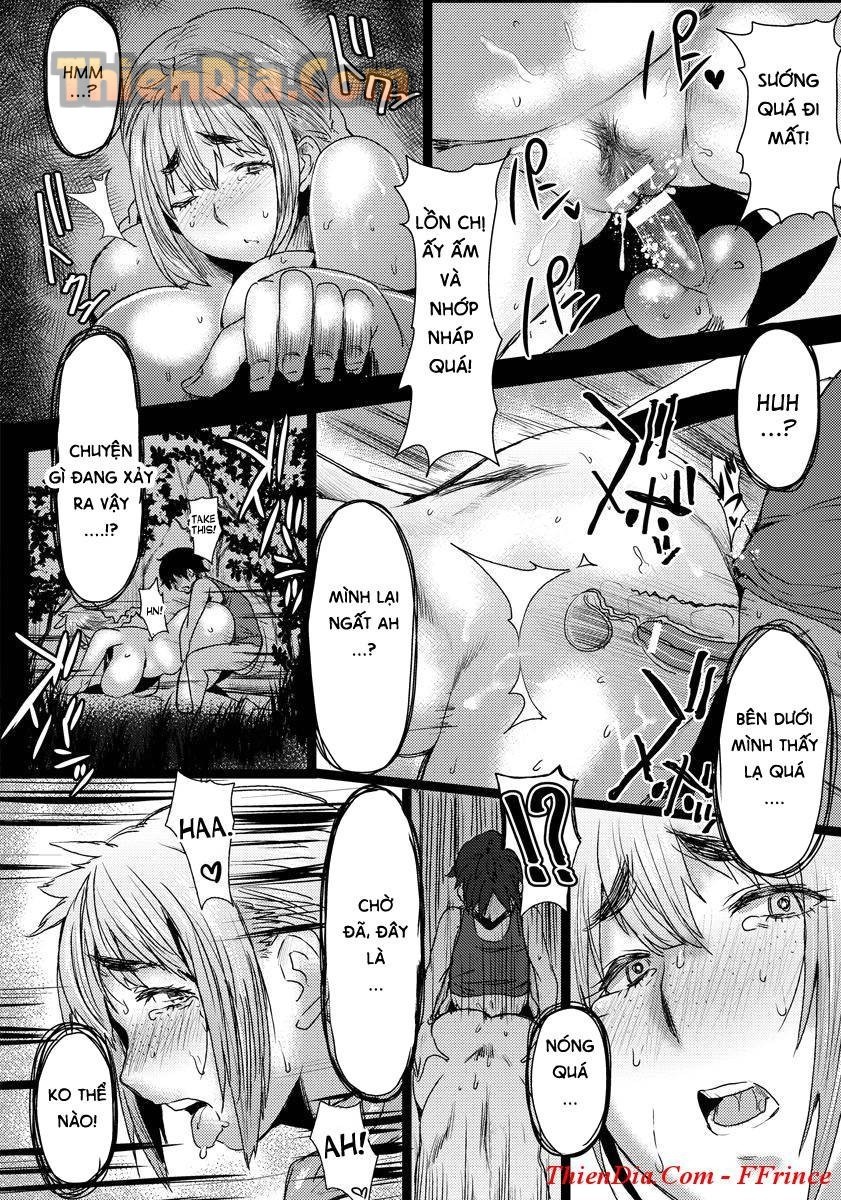 ThienDia.Com
HMM
...?
SƯỚNG
QUÁ ĐI
MẤT!
LỒN CHỊ
ẤY ẤM
VÀ
NHỚP
NHÁP
QUÁ!
HUH
...?
CHUYỆN
GÌ ĐANG XẢY
RA VẬY
....!?
TAKE
THIS!
HN!
MÌNH LẠI
NGẤT AH
...?
BÊN DƯỚI
MÌNH THẤY
LẠ QUÁ
....
HAA.
CHỜ
ĐÃ, ĐÂY
LÀ
...
!?
NÓNG
QUÁ
...
KO THỂ
NÀO!
AH!
ThienDia.Com - FFrince